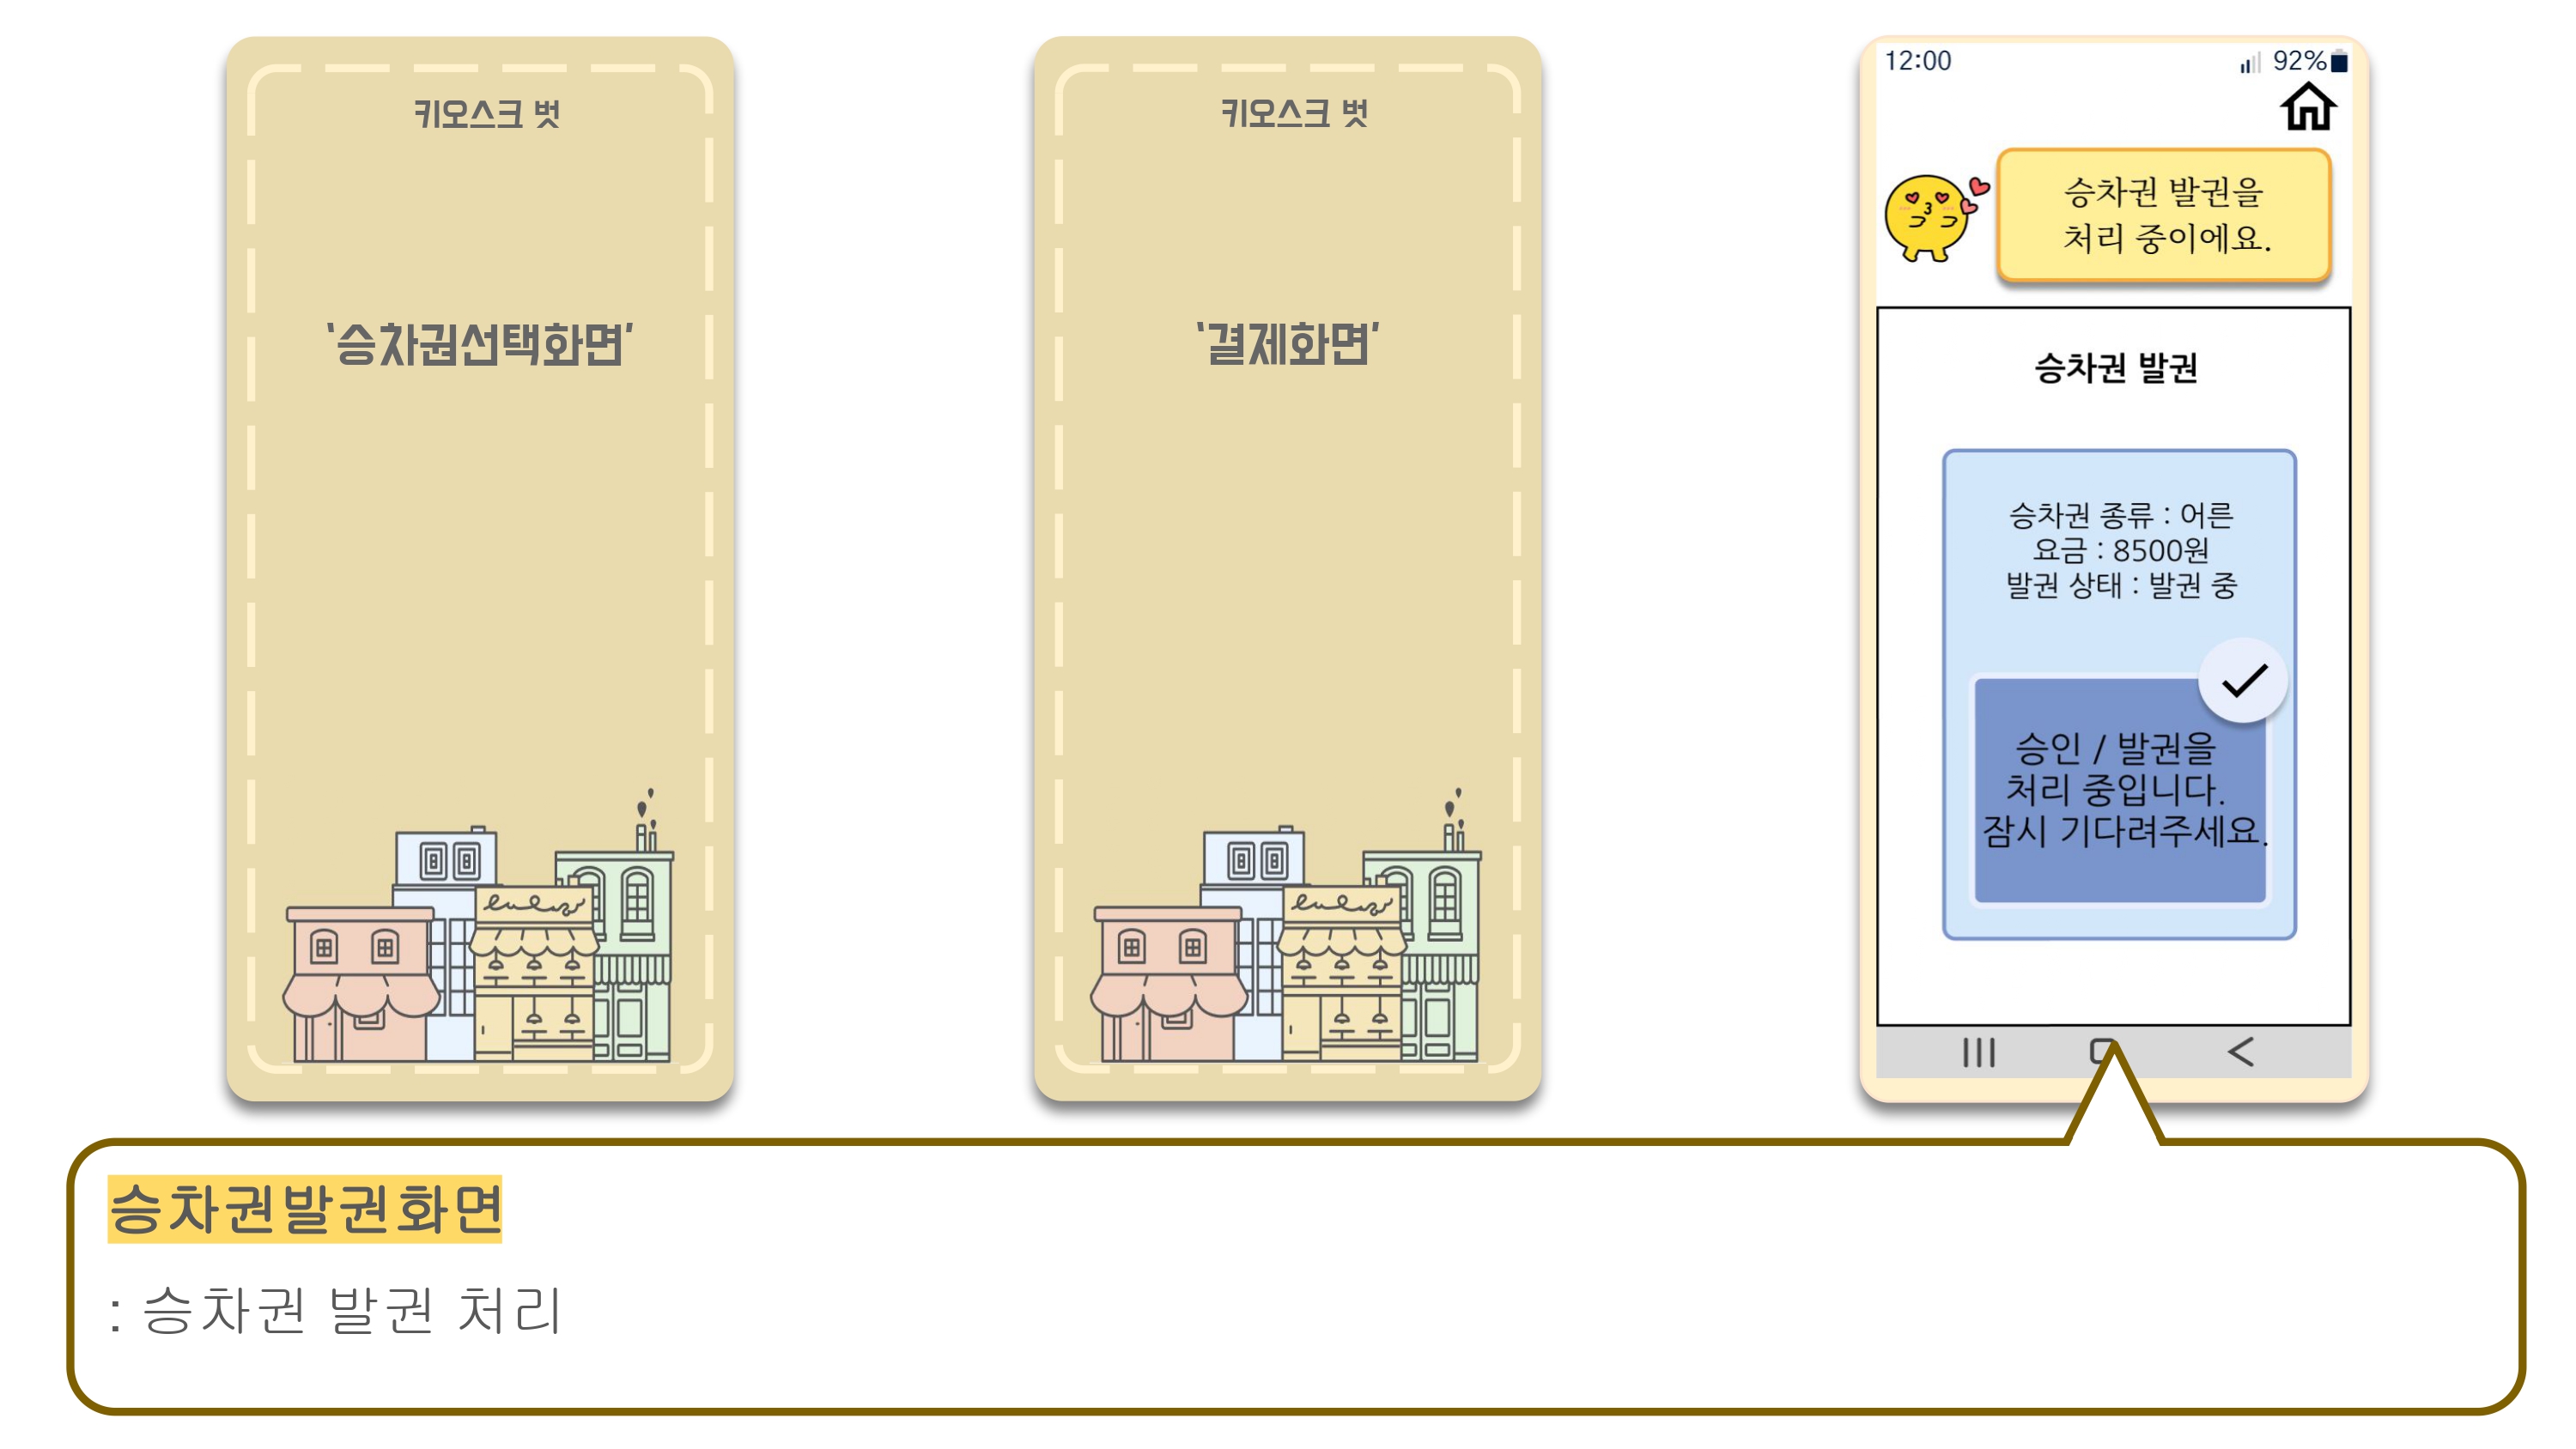 키오스크 벗
‘승차권선택화면’
키오스크 벗
‘결제화면’
12:00
92%
승차권 발권을
처리 중이에요.
승차권 발권
승차권 종류 : 어른
요금 : 8500원
발권 상태 : 발권 중
승인 / 발권을
처리 중입니다.
잠시 기다려주세요.
승차권발권화면
: 승차권 발권 처리